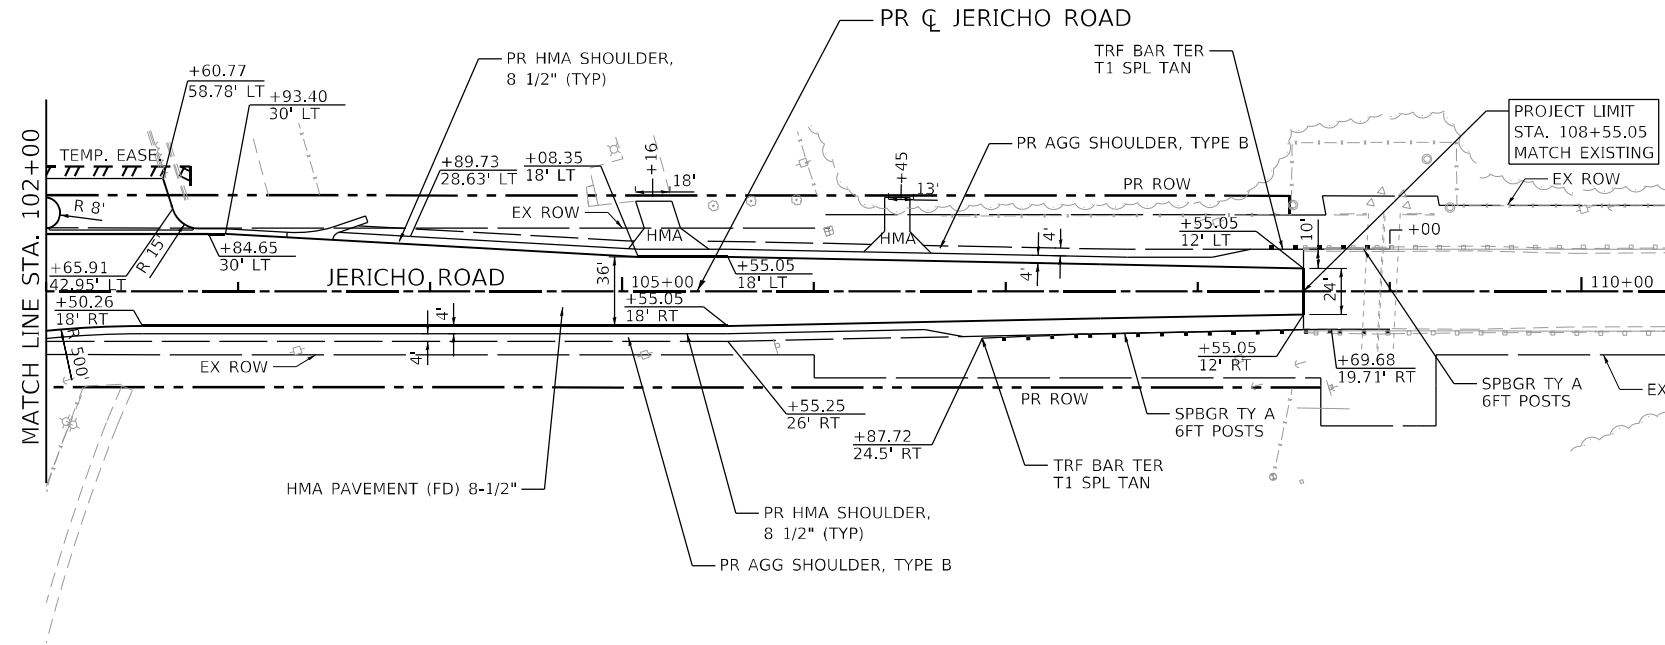 PR ℄ JERICHO ROAD
PR HMA SHOULDER,
8 1/2" (TYP)
TRF BAR TER
T1 SPL TAN
+60.77
58.78' LT
+93.40
30' LT
PROJECT LIMIT
STA. 108+55.05
MATCH EXISTING
MATCH LINE STA. 102+00
TEMP. EASE.
+89.73
28.63' LT
+08.35
18' LT
+16
18'
+45
13'
PR AGG SHOULDER, TYPE B
PR ROW
EX ROW
R 8'
R 15'
EX ROW
HMA
HMA
4'
4'
+55.05
12' LT
10'
+00
+84.65
30' LT
+65.91
42.95' LT
JERICHO ROAD
36'
105+00
+55.05
18' LT
24'
110+00
+50.26
18' RT
+55.05
18' RT
4'
4'
R 500'
EX ROW
+55.05
12' RT
+69.68
19.71' RT
SPBGR TY A
6FT POSTS
EX
PR ROW
+55.25
26' RT
SPBGR TY A
6FT POSTS
+87.72
24.5' RT
TRF BAR TER
T1 SPL TAN
HMA PAVEMENT (FD) 8-1/2"
PR HMA SHOULDER,
8 1/2" (TYP)
PR AGG SHOULDER, TYPE B